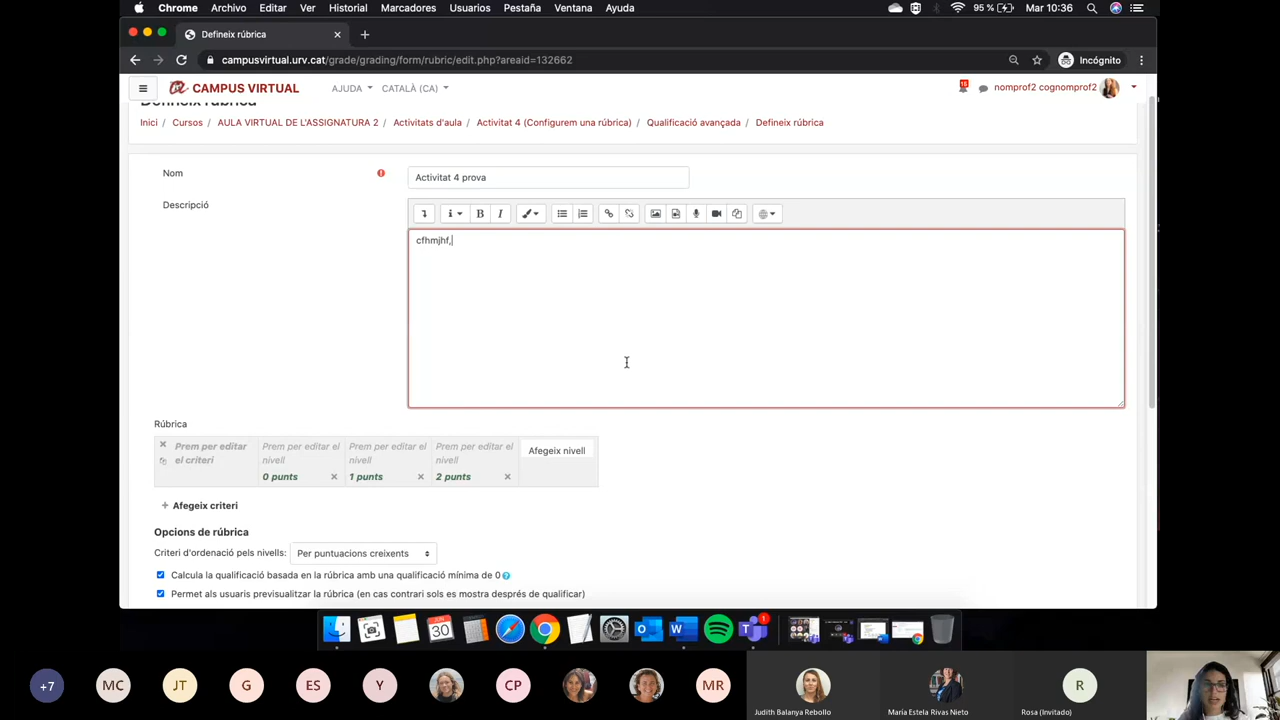 Chrome Archivo Editar Ver Historial Marcadores Usuarios Pestaña Ventana Ayuda 95 % Mar 10:36
Defineix rúbrica
campusvirtual.urv.cat/grade/grading/form/rubric/edit.php?areaid=132662 Incógnito
CAMPUS VIRTUAL AJUDA CATALÀ (CA) nomprof2 cognomprof2
Defineix rúbrica
Inici / Cursos / AULA VIRTUAL DE L'ASSIGNATURA 2 / Activitats d'aula / Activitat 4 (Configurem una rúbrica) / Qualificació avançada / Defineix rúbrica
Nom Activitat 4 prova
Descripció
cfhmjhf,
Rúbrica
Prem per editar el criteri
Prem per editar el nivell
0 punts
Prem per editar el nivell
1 punts
Prem per editar el nivell
2 punts
Afegeix nivell
+ Afegeix criteri
Opcions de rúbrica
Criteri d'ordenació pels nivells: Per puntuacions creixents
Calcula la qualificació basada en la rúbrica amb una qualificació mínima de 0
Permet als usuaris previsualitzar la rúbrica (en cas contrari sols es mostra després de qualificar)
30
1
+7 MC JT G ES Y CP MR R
Judith Balanya Rebollo María Estela Rivas Nieto Rosa (Invitado)